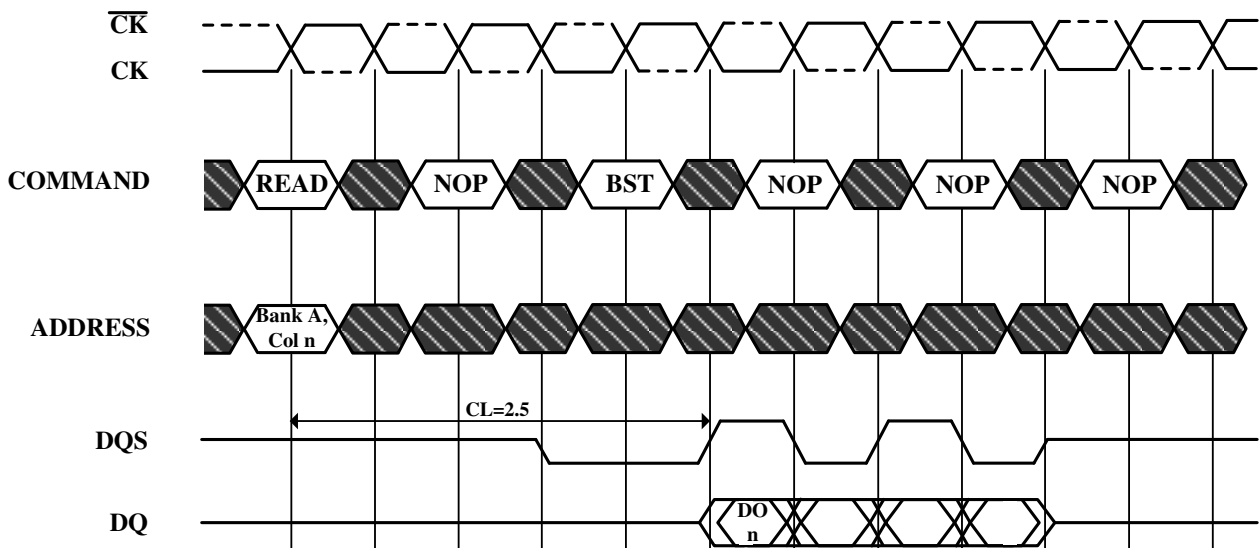 CK
CK
COMMAND
READ
NOP
BST
NOP
NOP
NOP
ADDRESS
Bank A,
Col n
CL=2.5
DQS
DQ
DO
n